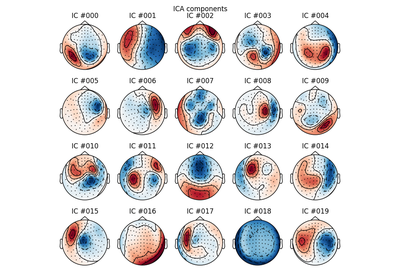 ICA components
IC #000 IC #001 IC #002 IC #003 IC #004
IC #005 IC #006 IC #007 IC #008 IC #009
IC #010 IC #011 IC #012 IC #013 IC #014
IC #015 IC #016 IC #017 IC #018 IC #019